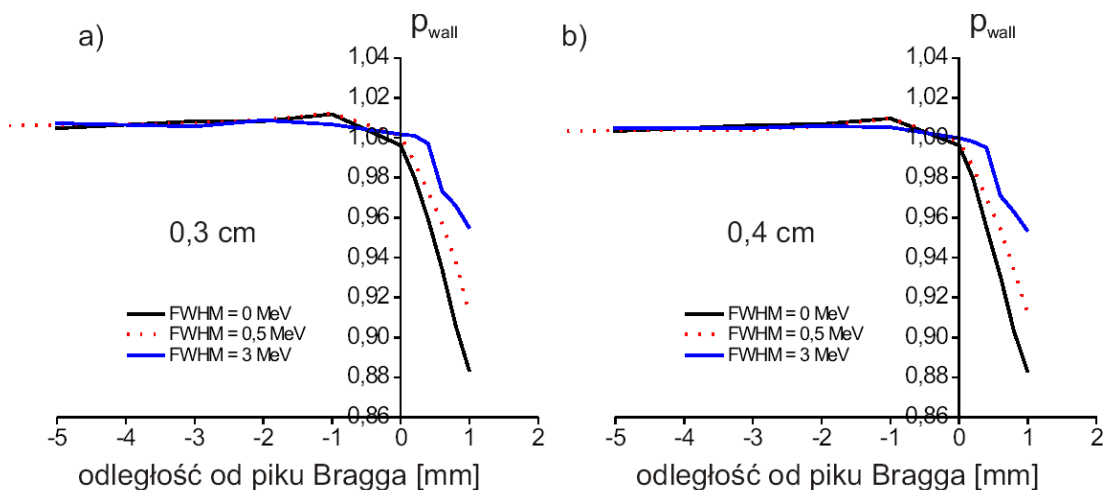 a)
p wall
1,04
1,02
1,00
0,98
0,96
0,94
0,92
0,90
0,88
0,86
0,3 cm
FWHM = 0 MeV
FWHM = 0,5 MeV
FWHM = 3 MeV
-5 -4 -3 -2 -1 0 1 2
odległość od piku Bragga [mm]
b)
p wall
1,04
1,02
1,00
0,98
0,96
0,94
0,92
0,90
0,88
0,86
0,4 cm
FWHM = 0 MeV
FWHM = 0,5 MeV
FWHM = 3 MeV
-5 -4 -3 -2 -1 0 1 2
odległość od piku Bragga [mm]